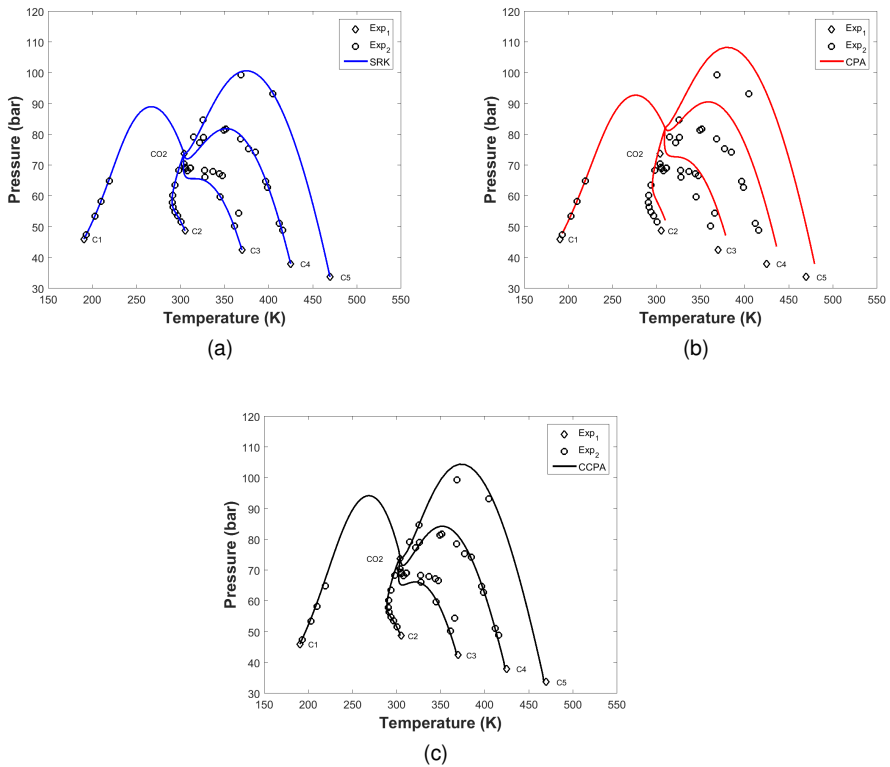 120
110
100
90
80
70
60
50
40
30
150 200 250 300 350 400 450 500 550
Pressure (bar)
Temperature (K)
Exp1
Exp2
SRK
CO2
C1
C2
C3
C4
C5
(a)
120
110
100
90
80
70
60
50
40
30
150 200 250 300 350 400 450 500 550
Pressure (bar)
Temperature (K)
Exp1
Exp2
CPA
CO2
C1
C2
C3
C4
C5
(b)
120
110
100
90
80
70
60
50
40
30
150 200 250 300 350 400 450 500 550
Pressure (bar)
Temperature (K)
Exp1
Exp2
CCPA
CO2
C1
C2
C3
C4
C5
(c)